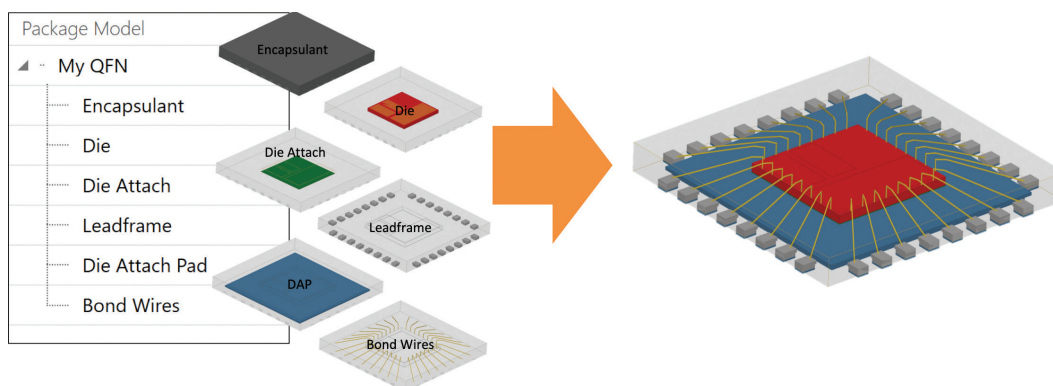 Package Model
My QFN
Encapsulant
Die
Die Attach
Leadframe
Die Attach Pad
Bond Wires
Encapsulant
Die
Die Attach
Leadframe
DAP
Bond Wires